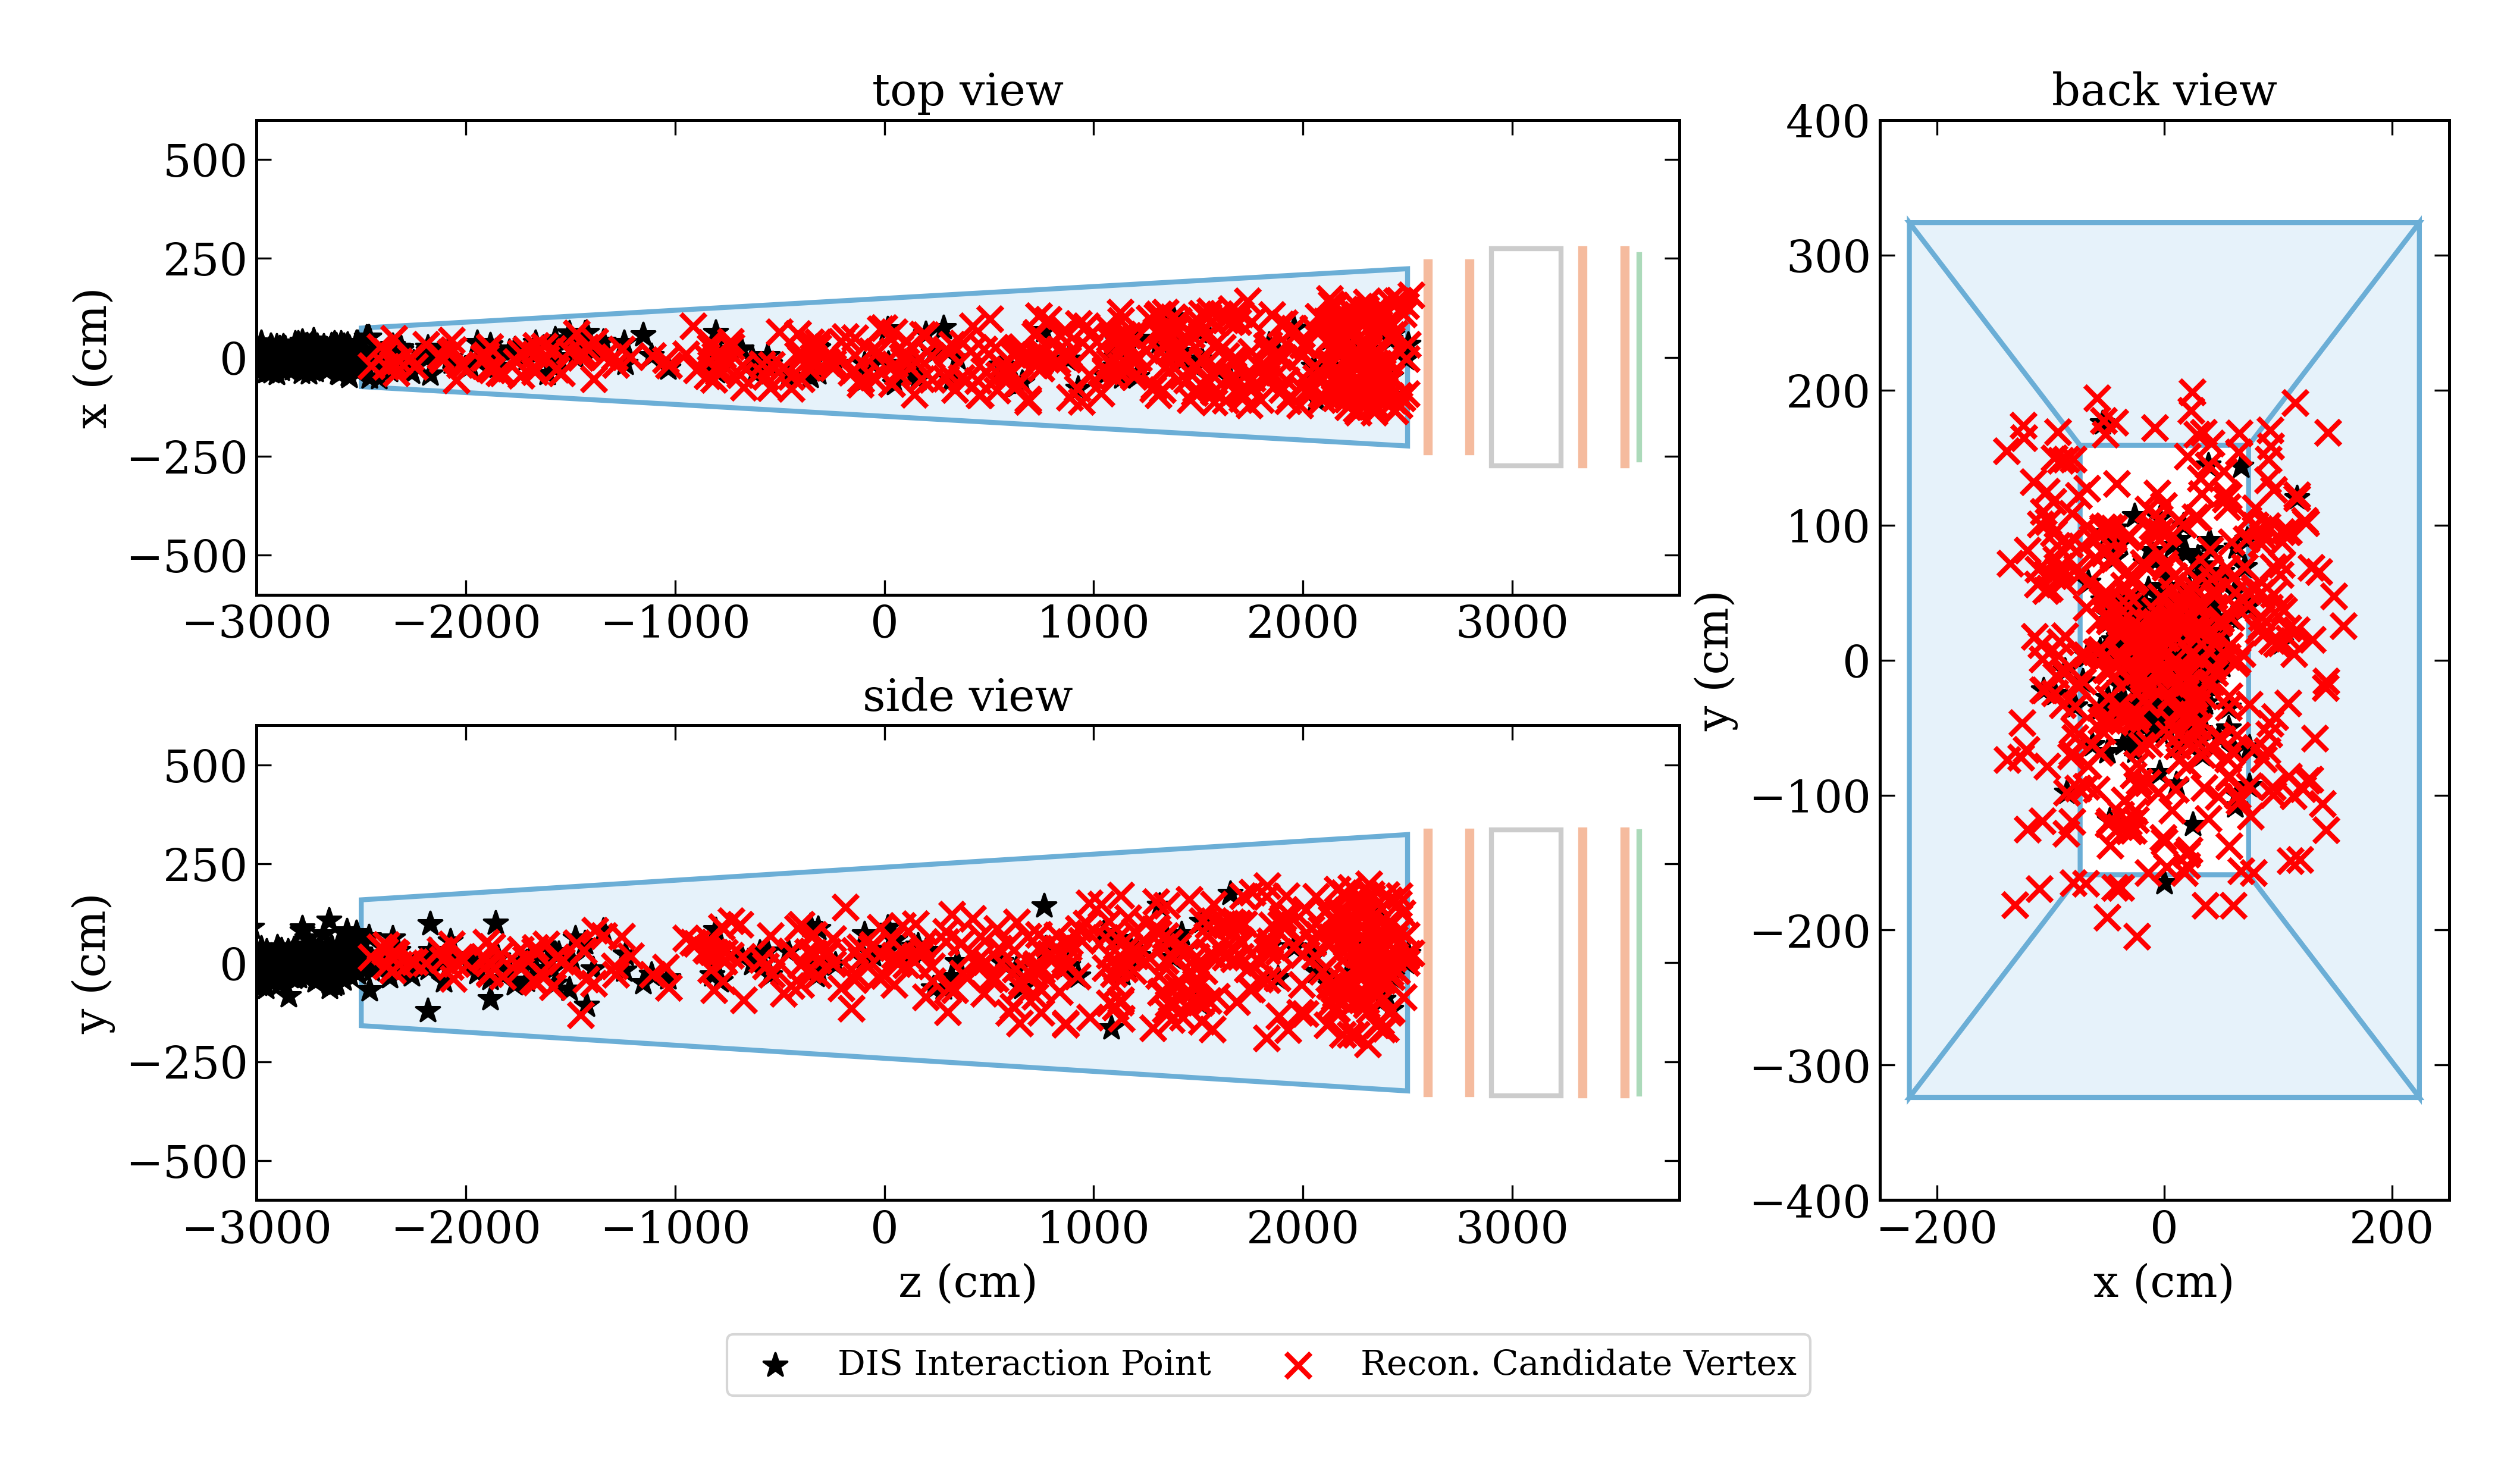 top view
500
250
0
−250
−500
x (cm)
−3000 −2000 −1000 0 1000 2000 3000
side view
500
250
0
−250
−500
y (cm)
−3000 −2000 −1000 0 1000 2000 3000
z (cm)
back view
400
300
200
100
0
−100
−200
−300
−400
y (cm)
−200 0 200
x (cm)
DIS Interaction Point
Recon. Candidate Vertex